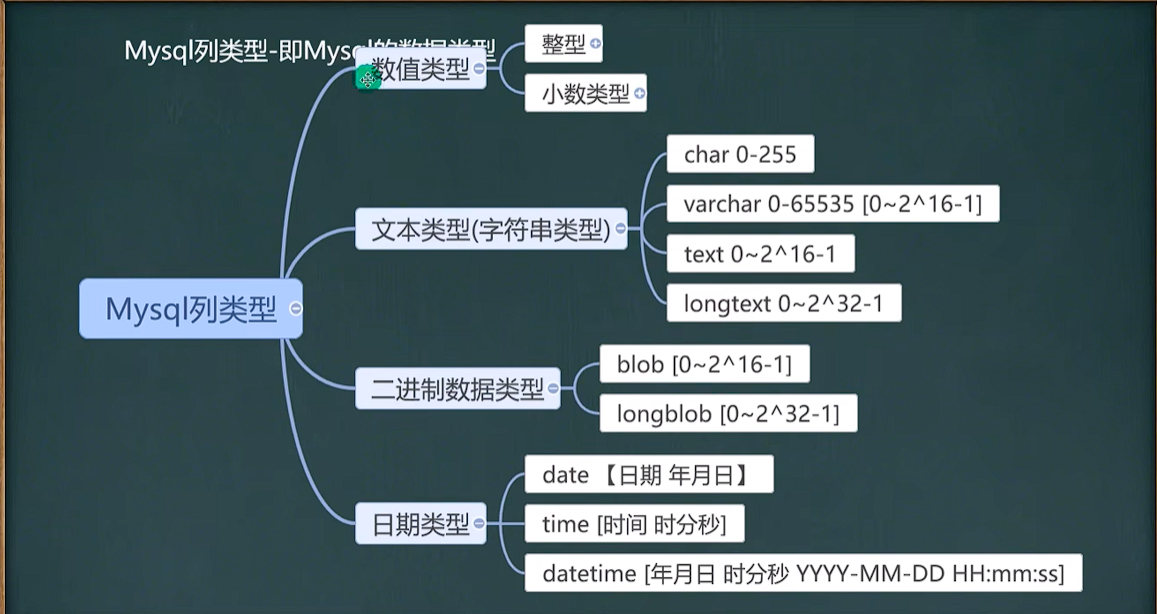 Mysql列类型-即Mysql的数据类型
数值类型
整型
小数类型
char 0-255
varchar 0-65535 [0~2^16-1]
文本类型(字符串类型)
text 0~2^16-1
longtext 0~2^32-1
Mysql列类型
blob [0~2^16-1]
二进制数据类型
longblob [0~2^32-1]
date 【日期 年月日】
日期类型
time [时间 时分秒]
datetime [年月日 时分秒 YYYY-MM-DD HH:mm:ss]